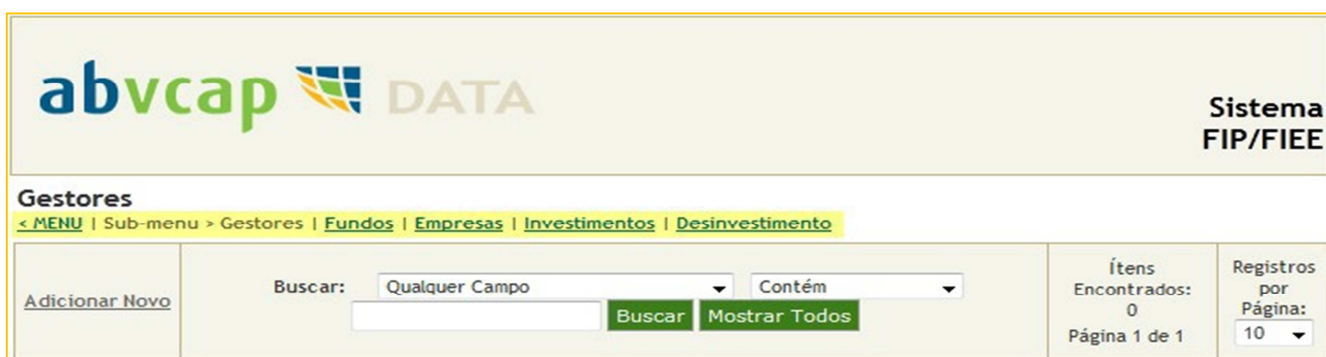 abvcap DATA
Sistema
FIP/FIEE
Gestores
< MENU | Sub-menu > Gestores | Fundos | Empresas | Investimentos | Desinvestimento
Adicionar Novo
Buscar: Qualquer Campo Contém
Buscar Mostrar Todos
Ítens
Encontrados:
0
Página 1 de 1
Registros
por
Página:
10